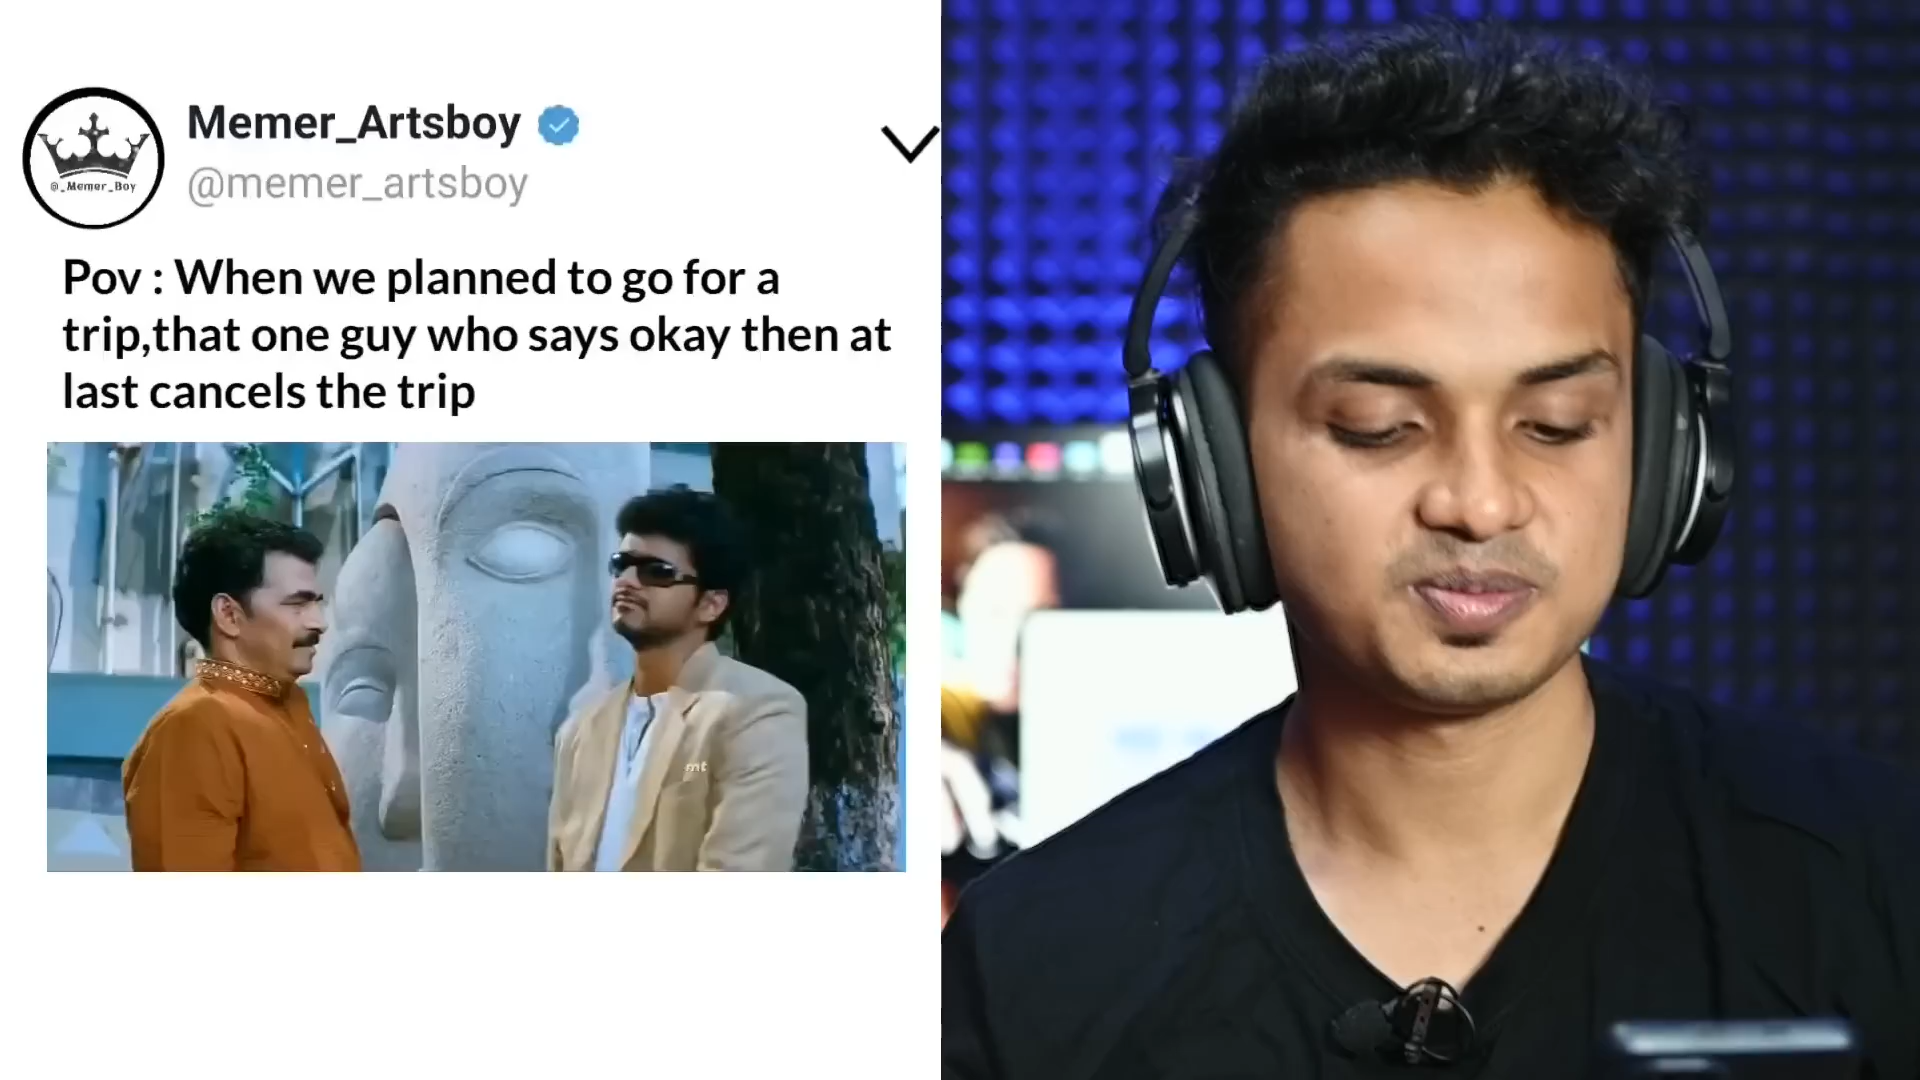 Memer_Artsboy
@memer_artsboy
@_Memer_Boy
Pov : When we planned to go for a
trip,that one guy who says okay then at
last cancels the trip
mt